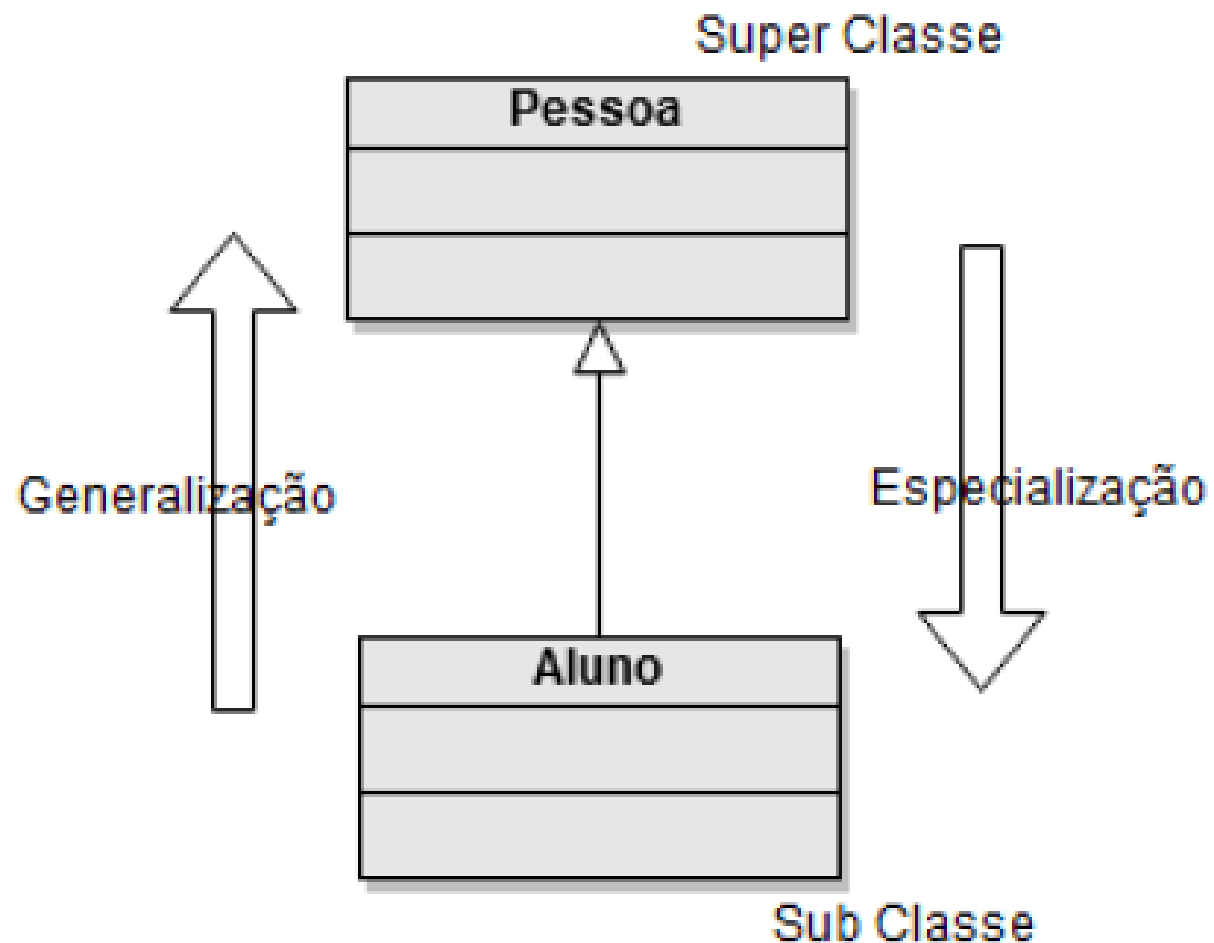 Super Classe
Pessoa
Generalização
Especialização
Aluno
Sub Classe